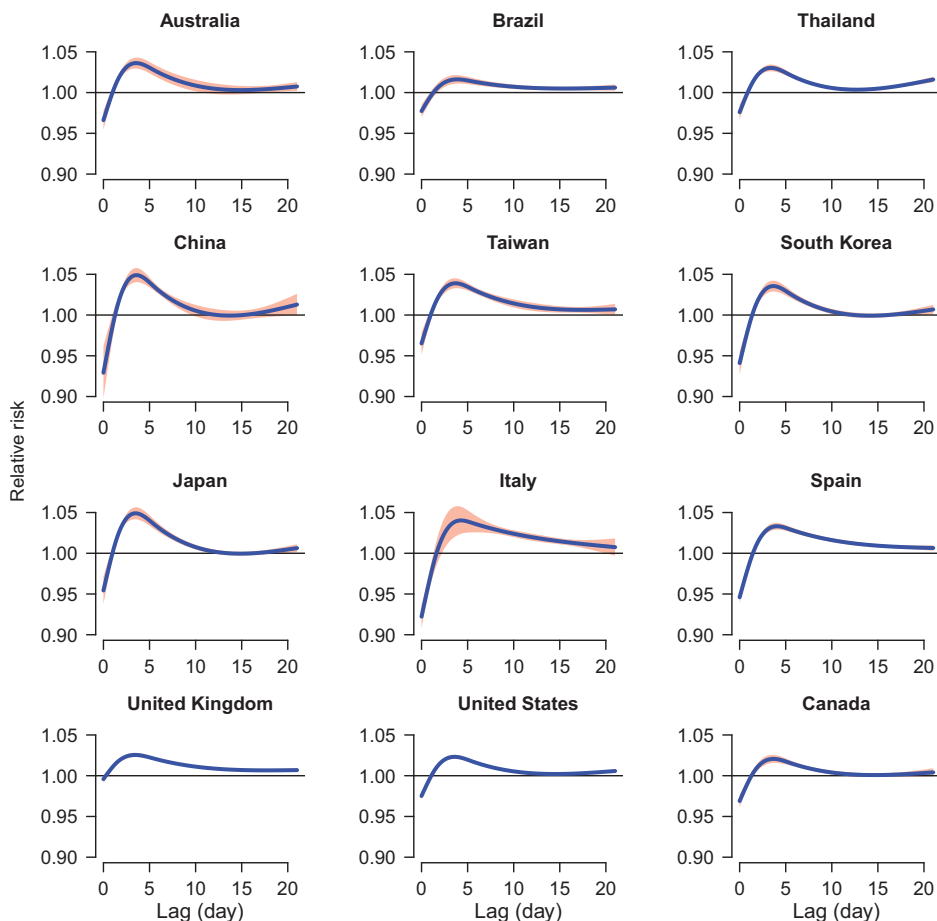 Australia Brazil Thailand
1.05 1.05 1.05
1.00 1.00 1.00
0.95 0.95 0.95
0.90 0.90 0.90
0 5 10 15 20 0 5 10 15 20 0 5 10 15 20
China Taiwan South Korea
1.05 1.05 1.05
1.00 1.00 1.00
0.95 0.95 0.95
0.90 0.90 0.90
0 5 10 15 20 0 5 10 15 20 0 5 10 15 20
Relative risk
Japan Italy Spain
1.05 1.05 1.05
1.00 1.00 1.00
0.95 0.95 0.95
0.90 0.90 0.90
0 5 10 15 20 0 5 10 15 20 0 5 10 15 20
United Kingdom United States Canada
1.05 1.05 1.05
1.00 1.00 1.00
0.95 0.95 0.95
0.90 0.90 0.90
0 5 10 15 20 0 5 10 15 20 0 5 10 15 20
Lag (day) Lag (day) Lag (day)